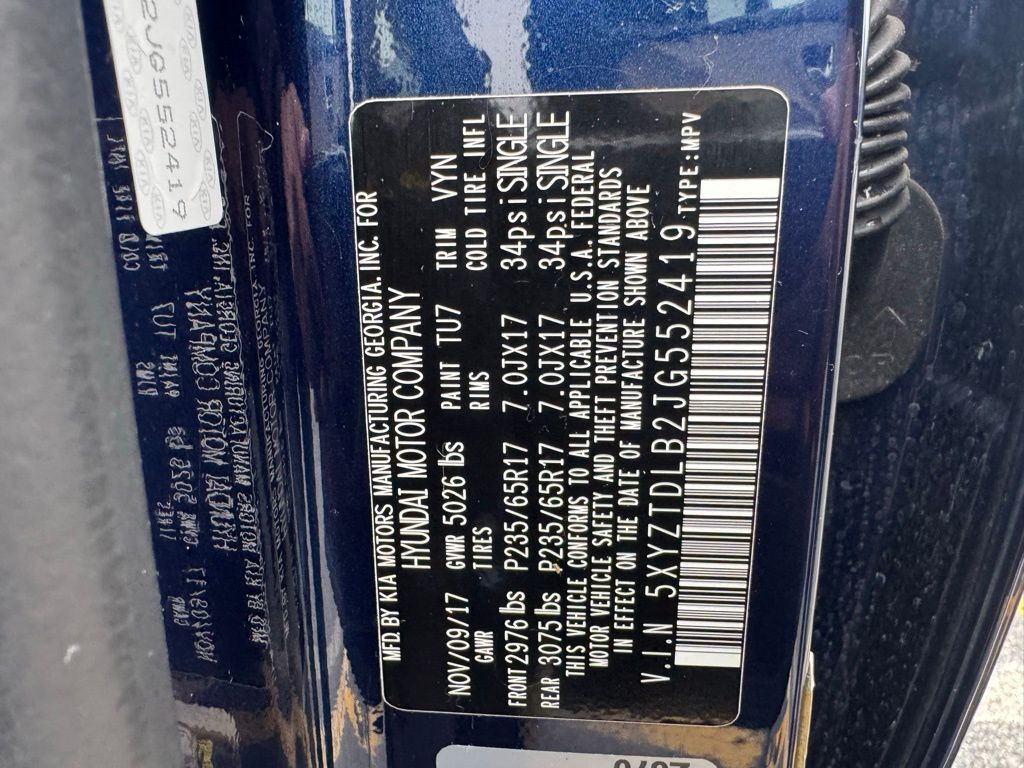 2JG552419
MFD BY KIA MOTORS MANUFACTURING GEORGIA. INC. FOR
HYUNDAI MOTOR COMPANY
NOV/09/17 GVWR 5026 lbs PAINT TU7 TRIM VYN
GAWR TIRES RIMS COLD TIRE INFL
FRONT 2976 lbs P235/65R17 7.0JX17 34psi SINGLE
REAR 3075 lbs P235/65R17 7.0JX17 34psi SINGLE
THIS VEHICLE CONFORMS TO ALL APPLICABLE U.S.A. FEDERAL
MOTOR VEHICLE SAFETY AND THEFT PREVENTION STANDARDS
IN EFFECT ON THE DATE OF MANUFACTURE SHOWN ABOVE
V.I.N 5XYZTDLB2JG552419 TYPE:MPV